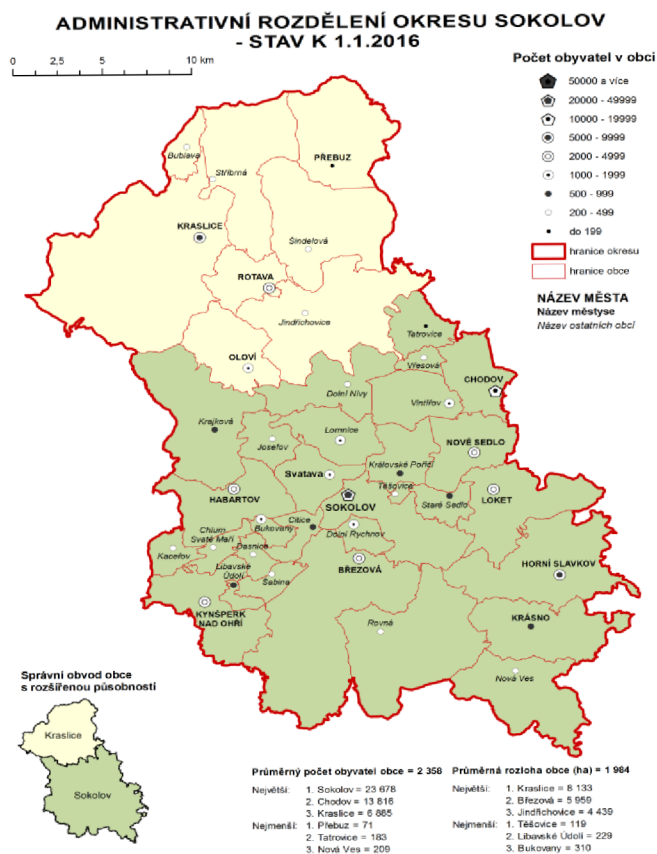 ADMINISTRATIVNÍ ROZDĚLENÍ OKRESU SOKOLOV
- STAV K 1.1.2016
0 2,5 5 10 km
Počet obyvatel v obci
50000 a více
20000 - 49999
10000 - 19999
5000 - 9999
2000 - 4999
1000 - 1999
500 - 999
200 - 499
do 199
hranice okresu
hranice obce
NÁZEV MĚSTA
Název městyse
Název ostatních obcí
Bublava
Stříbrná
PŘEBUZ
KRASLICE
Šindelová
ROTAVA
Jindřichovice
Tatrovice
OLOVÍ
Vřesová
CHODOV
Dolní Nivy
Vintířov
Krajková
Josefov
Lomnice
NOVÉ SEDLO
Svatava
Královské Poříčí
HABARTOV
Těšovice
SOKOLOV
Staré Sedlo
LOKET
Citice
Bukovany
Dolní Rychnov
Chlum
Svaté Maří
Kaceřov
Dasnice
BŘEZOVÁ
HORNÍ SLAVKOV
Libavské
Údolí
Šabina
KYNŠPERK
NAD OHŘÍ
Rovná
KRÁSNO
Nová Ves
Správní obvod obce
s rozšířenou působností
Kraslice
Sokolov
Průměrný počet obyvatel obce = 2 358
Největší: 1. Sokolov = 23 678
2. Chodov = 13 816
3. Kraslice = 6 865
Nejmenší: 1. Přebuz = 71
2. Tatrovice = 183
3. Nová Ves = 209
Průměrná rozloha obce (ha) = 1 984
Největší: 1. Kraslice = 8 133
2. Březová = 5 959
3. Jindřichovice = 4 439
Nejmenší: 1. Těšovice = 119
2. Libavské Údolí = 229
3. Bukovany = 310